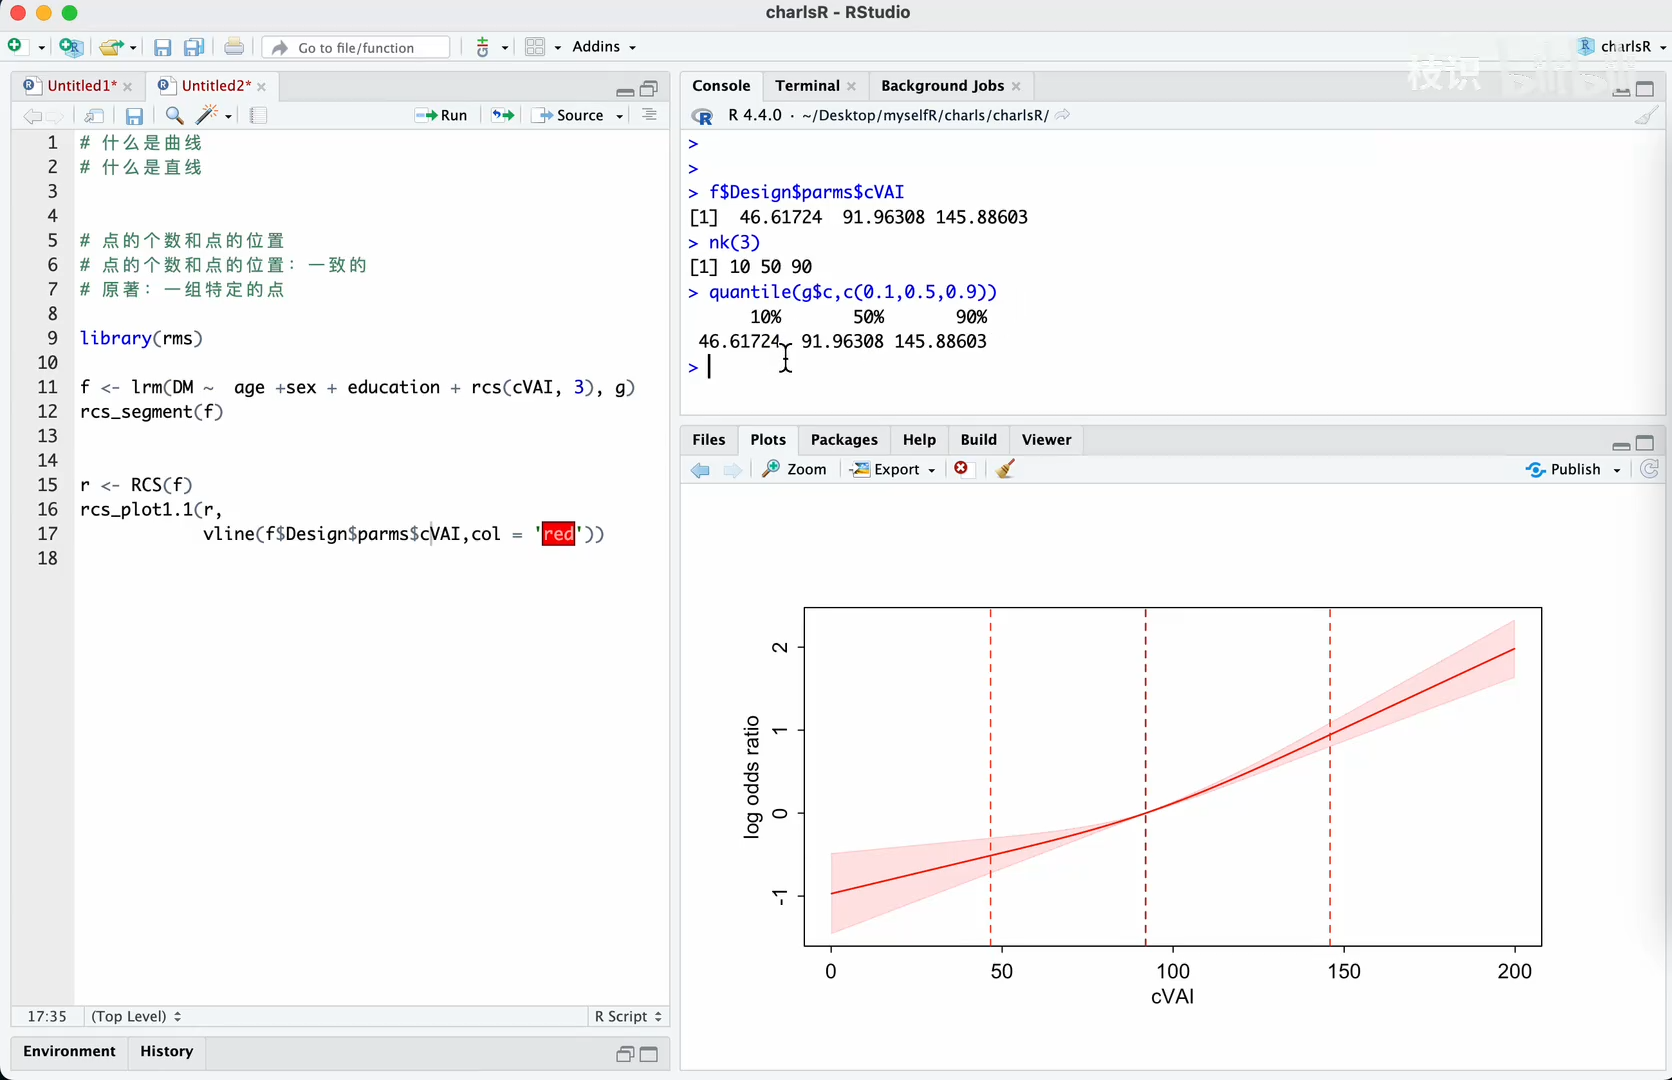 charlsR - RStudio
Go to file/function
Addins
charlsR
枝识 bilibili
Untitled1*
Untitled2*
Run
Source
1 # 什么是曲线
2 # 什么是直线
3
4
5 # 点的个数和点的位置
6 # 点的个数和点的位置：一致的
7 # 原著：一组特定的点
8
9 library(rms)
10
11 f <- lrm(DM ~  age +sex + education + rcs(cVAI, 3), g)
12 rcs_segment(f)
13
14
15 r <- RCS(f)
16 rcs_plot1.1(r,
17             vline(f$Design$parms$cVAI,col = 'red'))
18
17:35
(Top Level)
R Script
Environment
History
Console
Terminal
Background Jobs
R 4.4.0 · ~/Desktop/myselfR/charls/charlsR/
>
>
> f$Design$parms$cVAI
[1]  46.61724  91.96308 145.88603
> nk(3)
[1] 10 50 90
> quantile(g$c,c(0.1,0.5,0.9))
10% 50% 90%
46.61724 91.96308 145.88603
>
Files
Plots
Packages
Help
Build
Viewer
Zoom
Export
Publish
log odds ratio
2
1
0
-1
0 50 100 150 200
cVAI